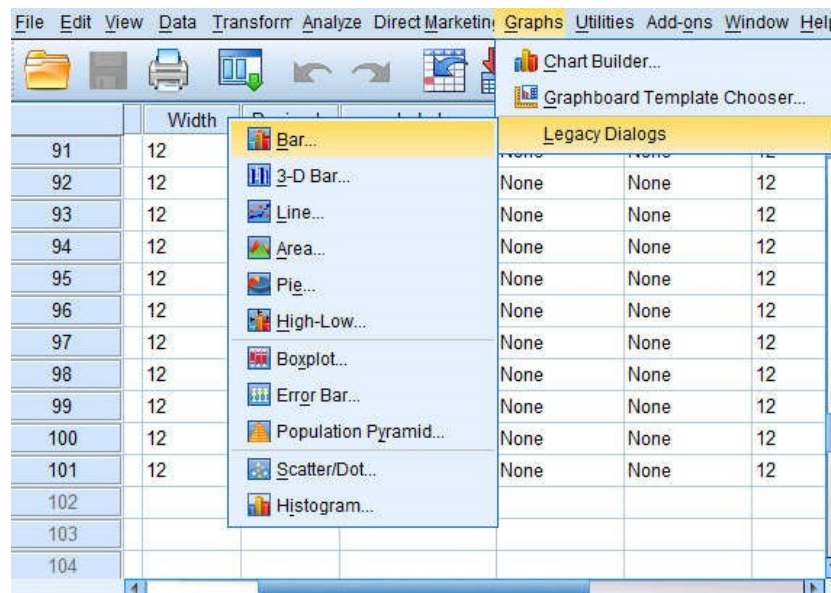 File Edit View Data Transform Analyze Direct Marketing Graphs Utilities Add-ons Window Help
Chart Builder...
Graphboard Template Chooser...
Legacy Dialogs
Width
Bar...
3-D Bar...
Line...
Area...
Pie...
High-Low...
Boxplot...
Error Bar...
Population Pyramid...
Scatter/Dot...
Histogram...
91 12
92 12 None None 12
93 12 None None 12
94 12 None None 12
95 12 None None 12
96 12 None None 12
97 12 None None 12
98 12 None None 12
99 12 None None 12
100 12 None None 12
101 12 None None 12
102
103
104